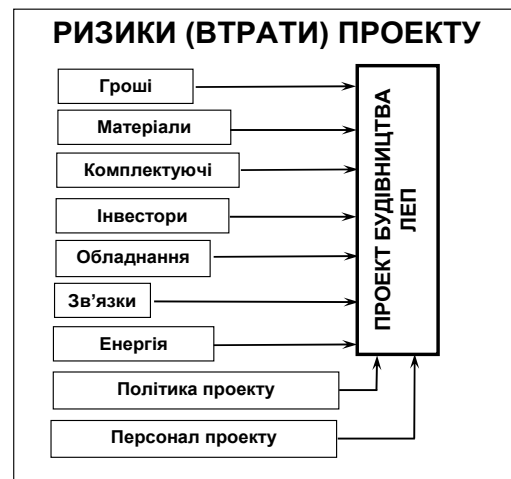 РИЗИКИ (ВТРАТИ) ПРОЕКТУ
Гроші
Матеріали
Комплектуючі
Інвестори
Обладнання
Зв’язки
Енергія
Політика проекту
Персонал проекту
ПРОЕКТ БУДІВНИЦТВА
ЛЕП